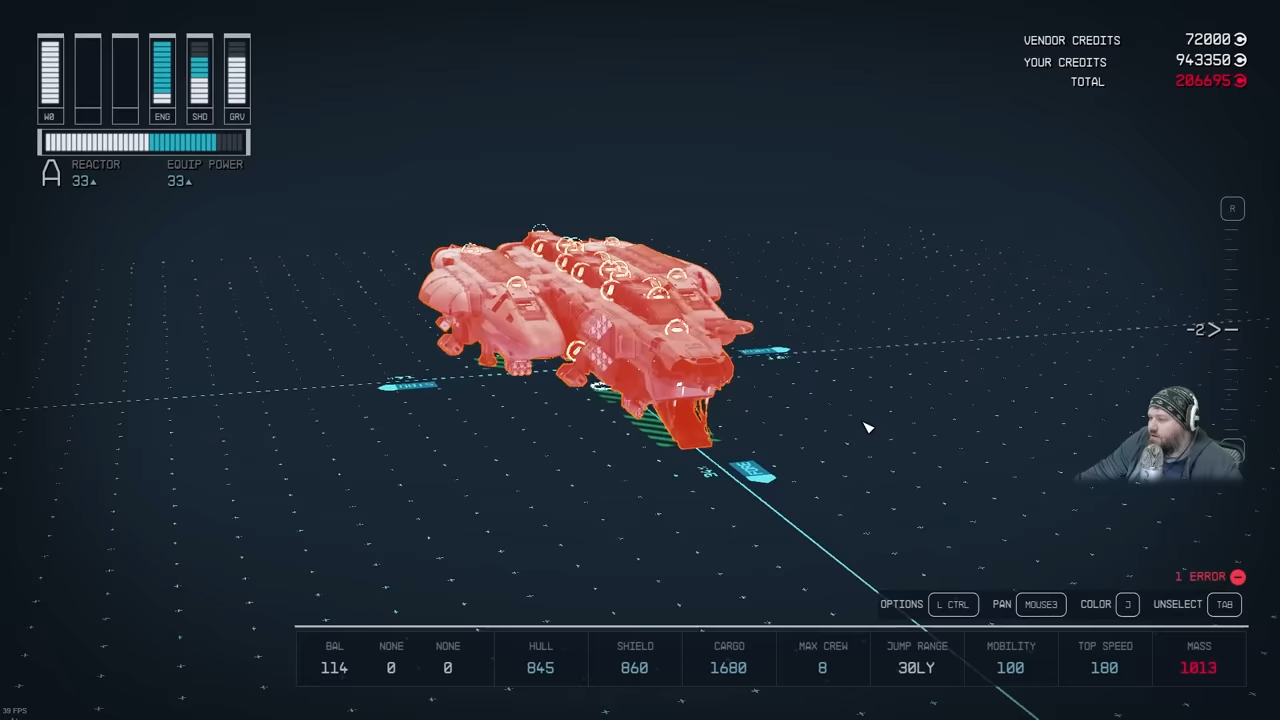 VENDOR CREDITS 72000
YOUR CREDITS 943350
TOTAL 206695
W0 ENG SHD GRV
REACTOR EQUIP POWER
A 33 33
R
-2
1 ERROR
OPTIONS L CTRL PAN MOUSE3 COLOR J UNSELECT TAB
BAL NONE NONE HULL SHIELD CARGO MAX CREW JUMP RANGE MOBILITY TOP SPEED MASS
114 0 0 845 860 1680 8 30LY 100 180 1013
39 FPS